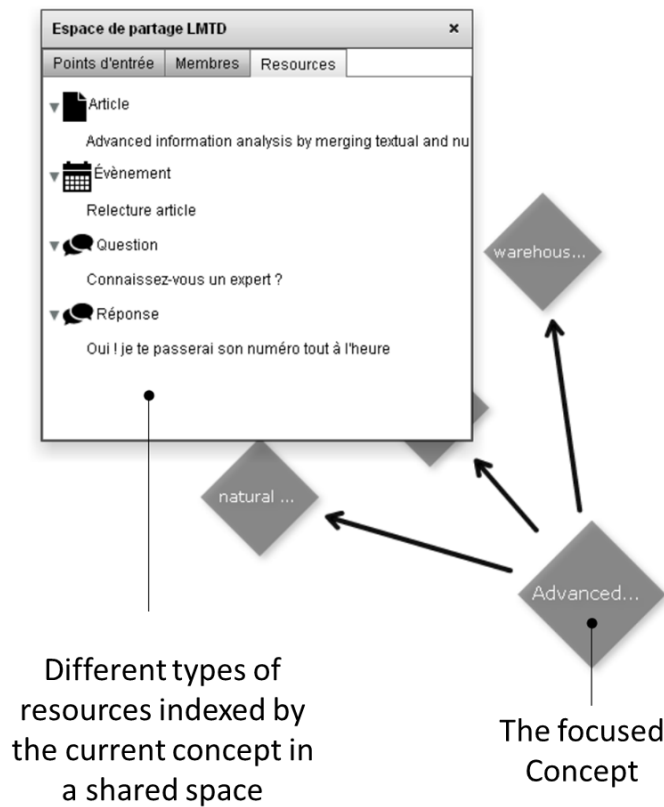 Espace de partage LMTD
×
Points d'entrée Membres Resources
Article
Advanced information analysis by merging textual and nu
Évènement
Relecture article
Question
Connaissez-vous un expert ?
Réponse
Oui ! je te passerai son numéro tout à l'heure
warehous...
natural ...
Advanced...
Different types of
resources indexed by
the current concept in
a shared space
The focused
Concept